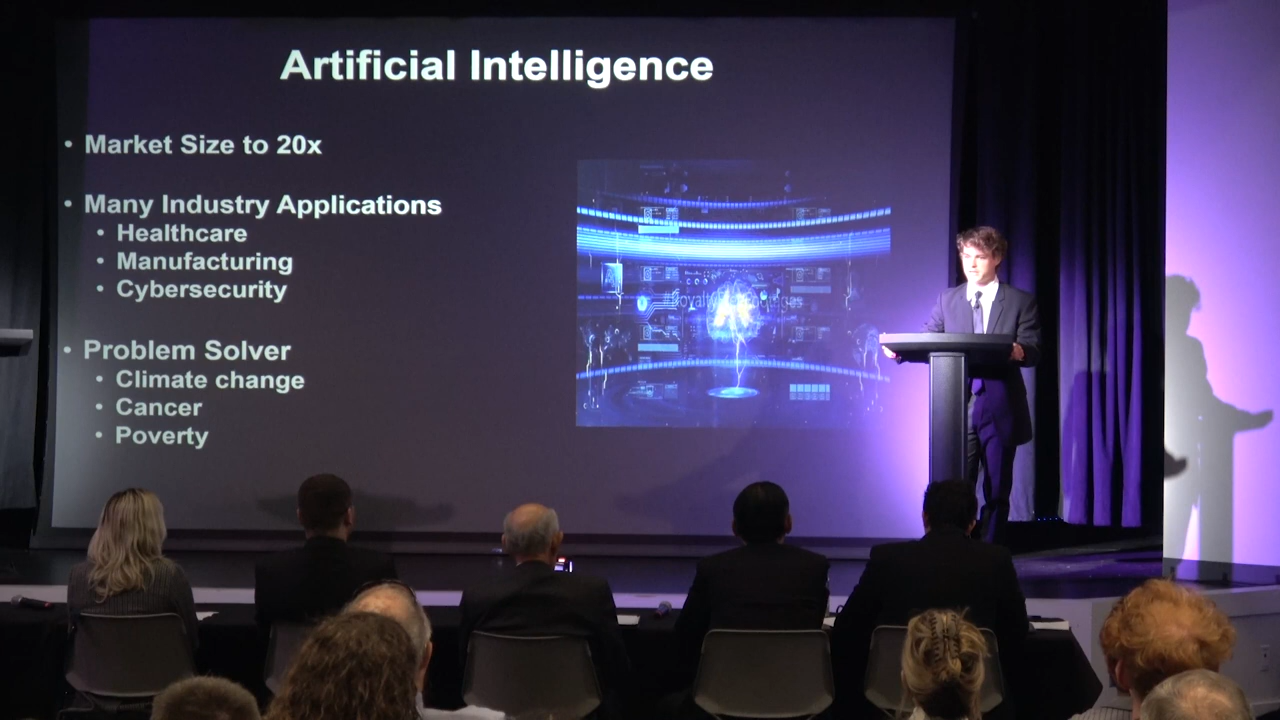 Artificial Intelligence
• Market Size to 20x
• Many Industry Applications
• Healthcare
• Manufacturing
• Cybersecurity
• Problem Solver
• Climate change
• Cancer
• Poverty